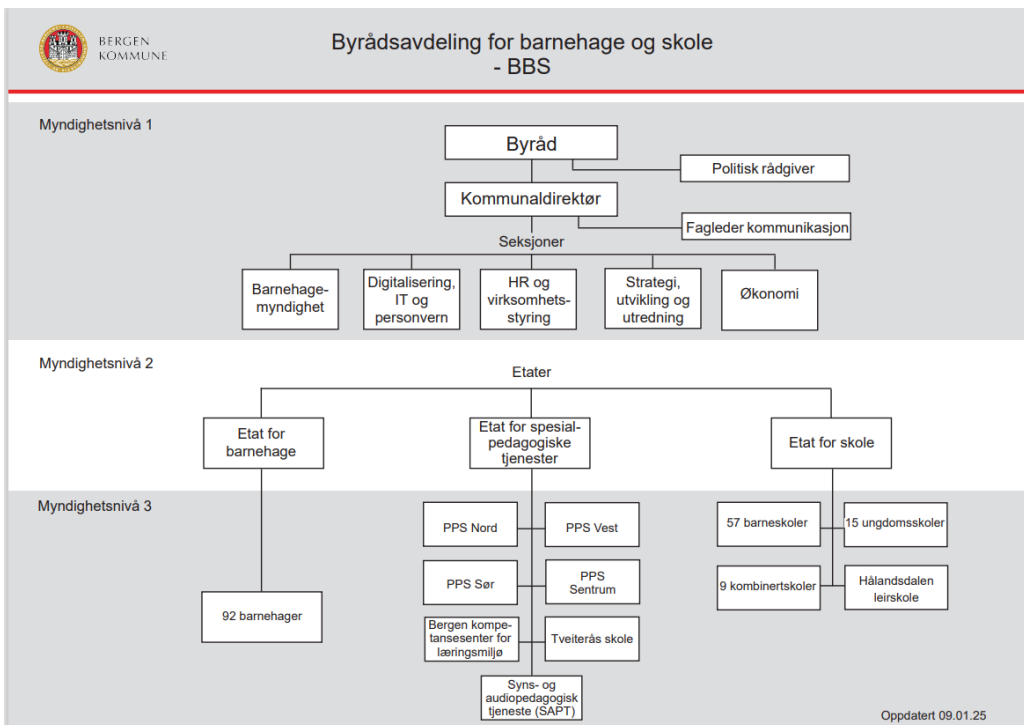 BERGEN
KOMMUNE
Byrådsavdeling for barnehage og skole
- BBS
Myndighetsnivå 1
Byråd
Politisk rådgiver
Kommunaldirektør
Fagleder kommunikasjon
Seksjoner
Barnehage-
myndighet
Digitalisering,
IT og
personvern
HR og
virksomhets-
styring
Strategi,
utvikling og
utredning
Økonomi
Myndighetsnivå 2
Etater
Etat for
barnehage
Etat for spesial-
pedagogiske
tjenester
Etat for skole
Myndighetsnivå 3
92 barnehager
PPS Nord
PPS Vest
PPS Sør
PPS
Sentrum
Bergen kompe-
tansesenter for
læringsmiljø
Tveiterås skole
Syns- og
audiopedagogisk
tjeneste (SAPT)
57 barneskoler
15 ungdomsskoler
9 kombinertskoler
Hålandsdalen
leirskole
Oppdatert 09.01.25